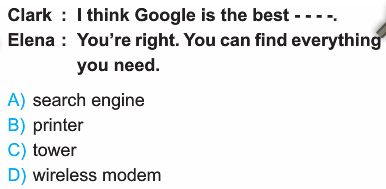 Clark : I think Google is the best - - - -.
Elena : You're right. You can find everything
you need.
A) search engine
B) printer
C) tower
D) wireless modem